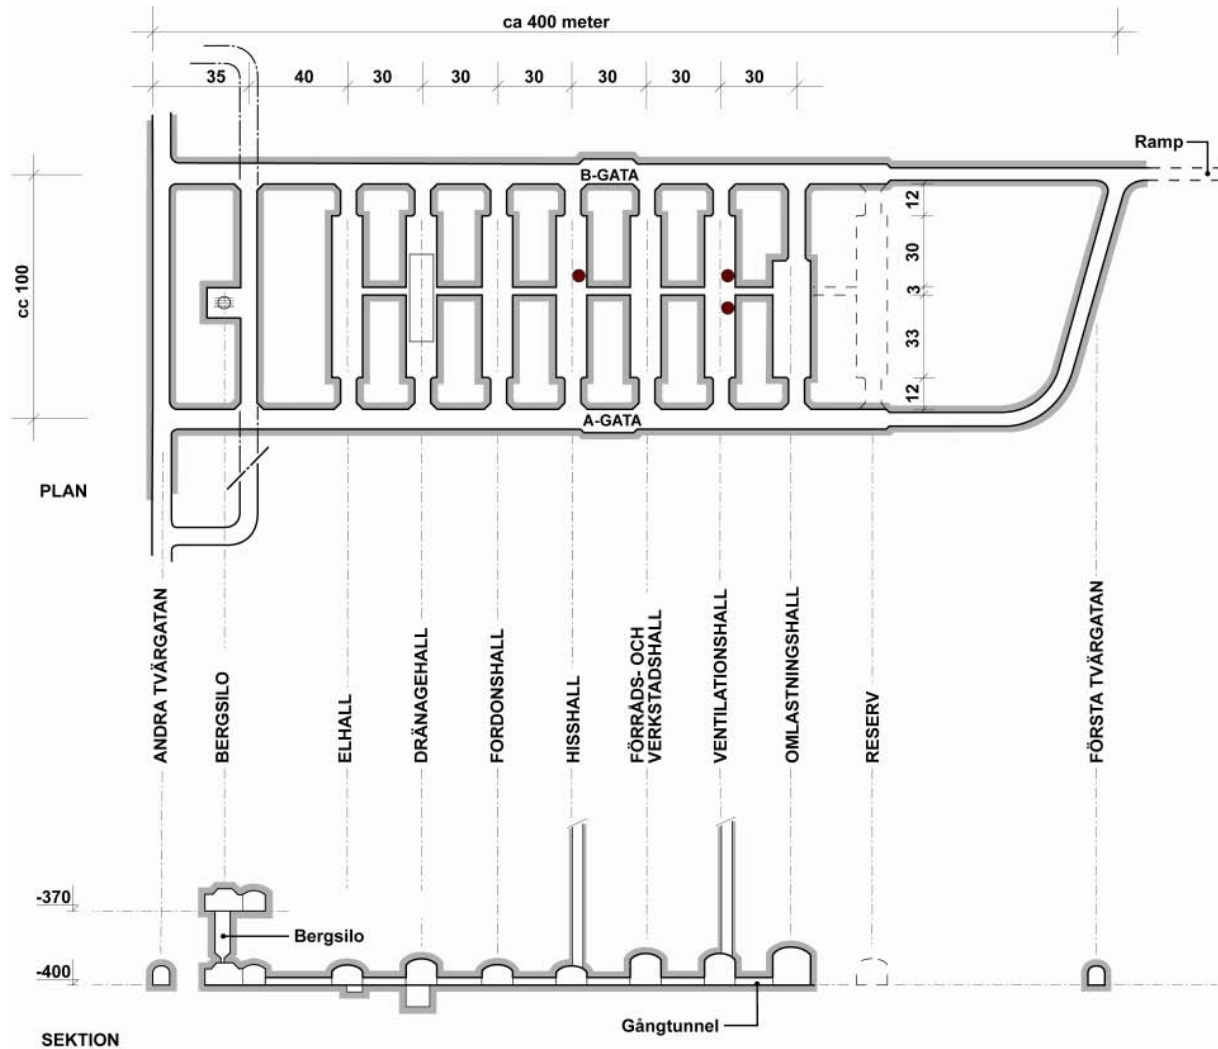 ca 400 meter
35
40
30
30
30
30
30
30
Ramp
B-GATA
cc 100
12
30
3
33
12
A-GATA
PLAN
ANDRA TVÄRGATAN
BERGSILO
ELHALL
DRÄNAGEHALL
FORDONSHALL
HISSHALL
FÖRRÅDS- OCH
VERKSTADSHALL
VENTILATIONSHALL
OMLASTNINGSHALL
RESERV
FÖRSTA TVÄRGATAN
-370
Bergsilo
-400
Gångtunnel
SEKTION